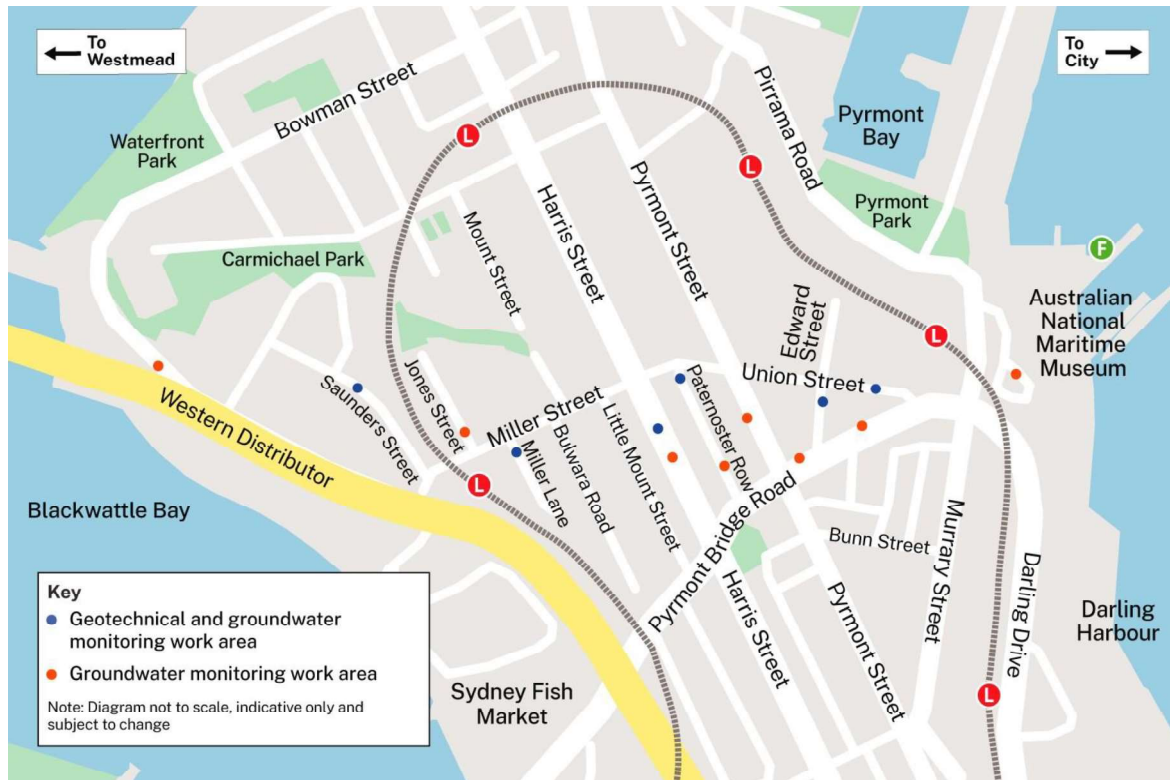 To
Westmead
To
City
Bowman Street
Pirrama Road
Pyrmont
Bay
Waterfront
Park
L
L
Pyrmont Street
Harris Street
Mount Street
Pyrmont
Park
Carmichael Park
F
Australian
National
Maritime
Museum
Edward
Street
L
Union Street
Jones Street
Saunders Street
Miller Street
Paternoster Row
Little Mount Street
Buiwara Road
Miller Lane
Western Distributor
L
Blackwattle Bay
Pyrmont Bridge Road
Bunn Street
Murrary Street
Darling Drive
Harris Street
Pyrmont Street
Darling
Harbour
L
Sydney Fish
Market
Key
Geotechnical and groundwater
monitoring work area
Groundwater monitoring work area
Note: Diagram not to scale, indicative only and
subject to change